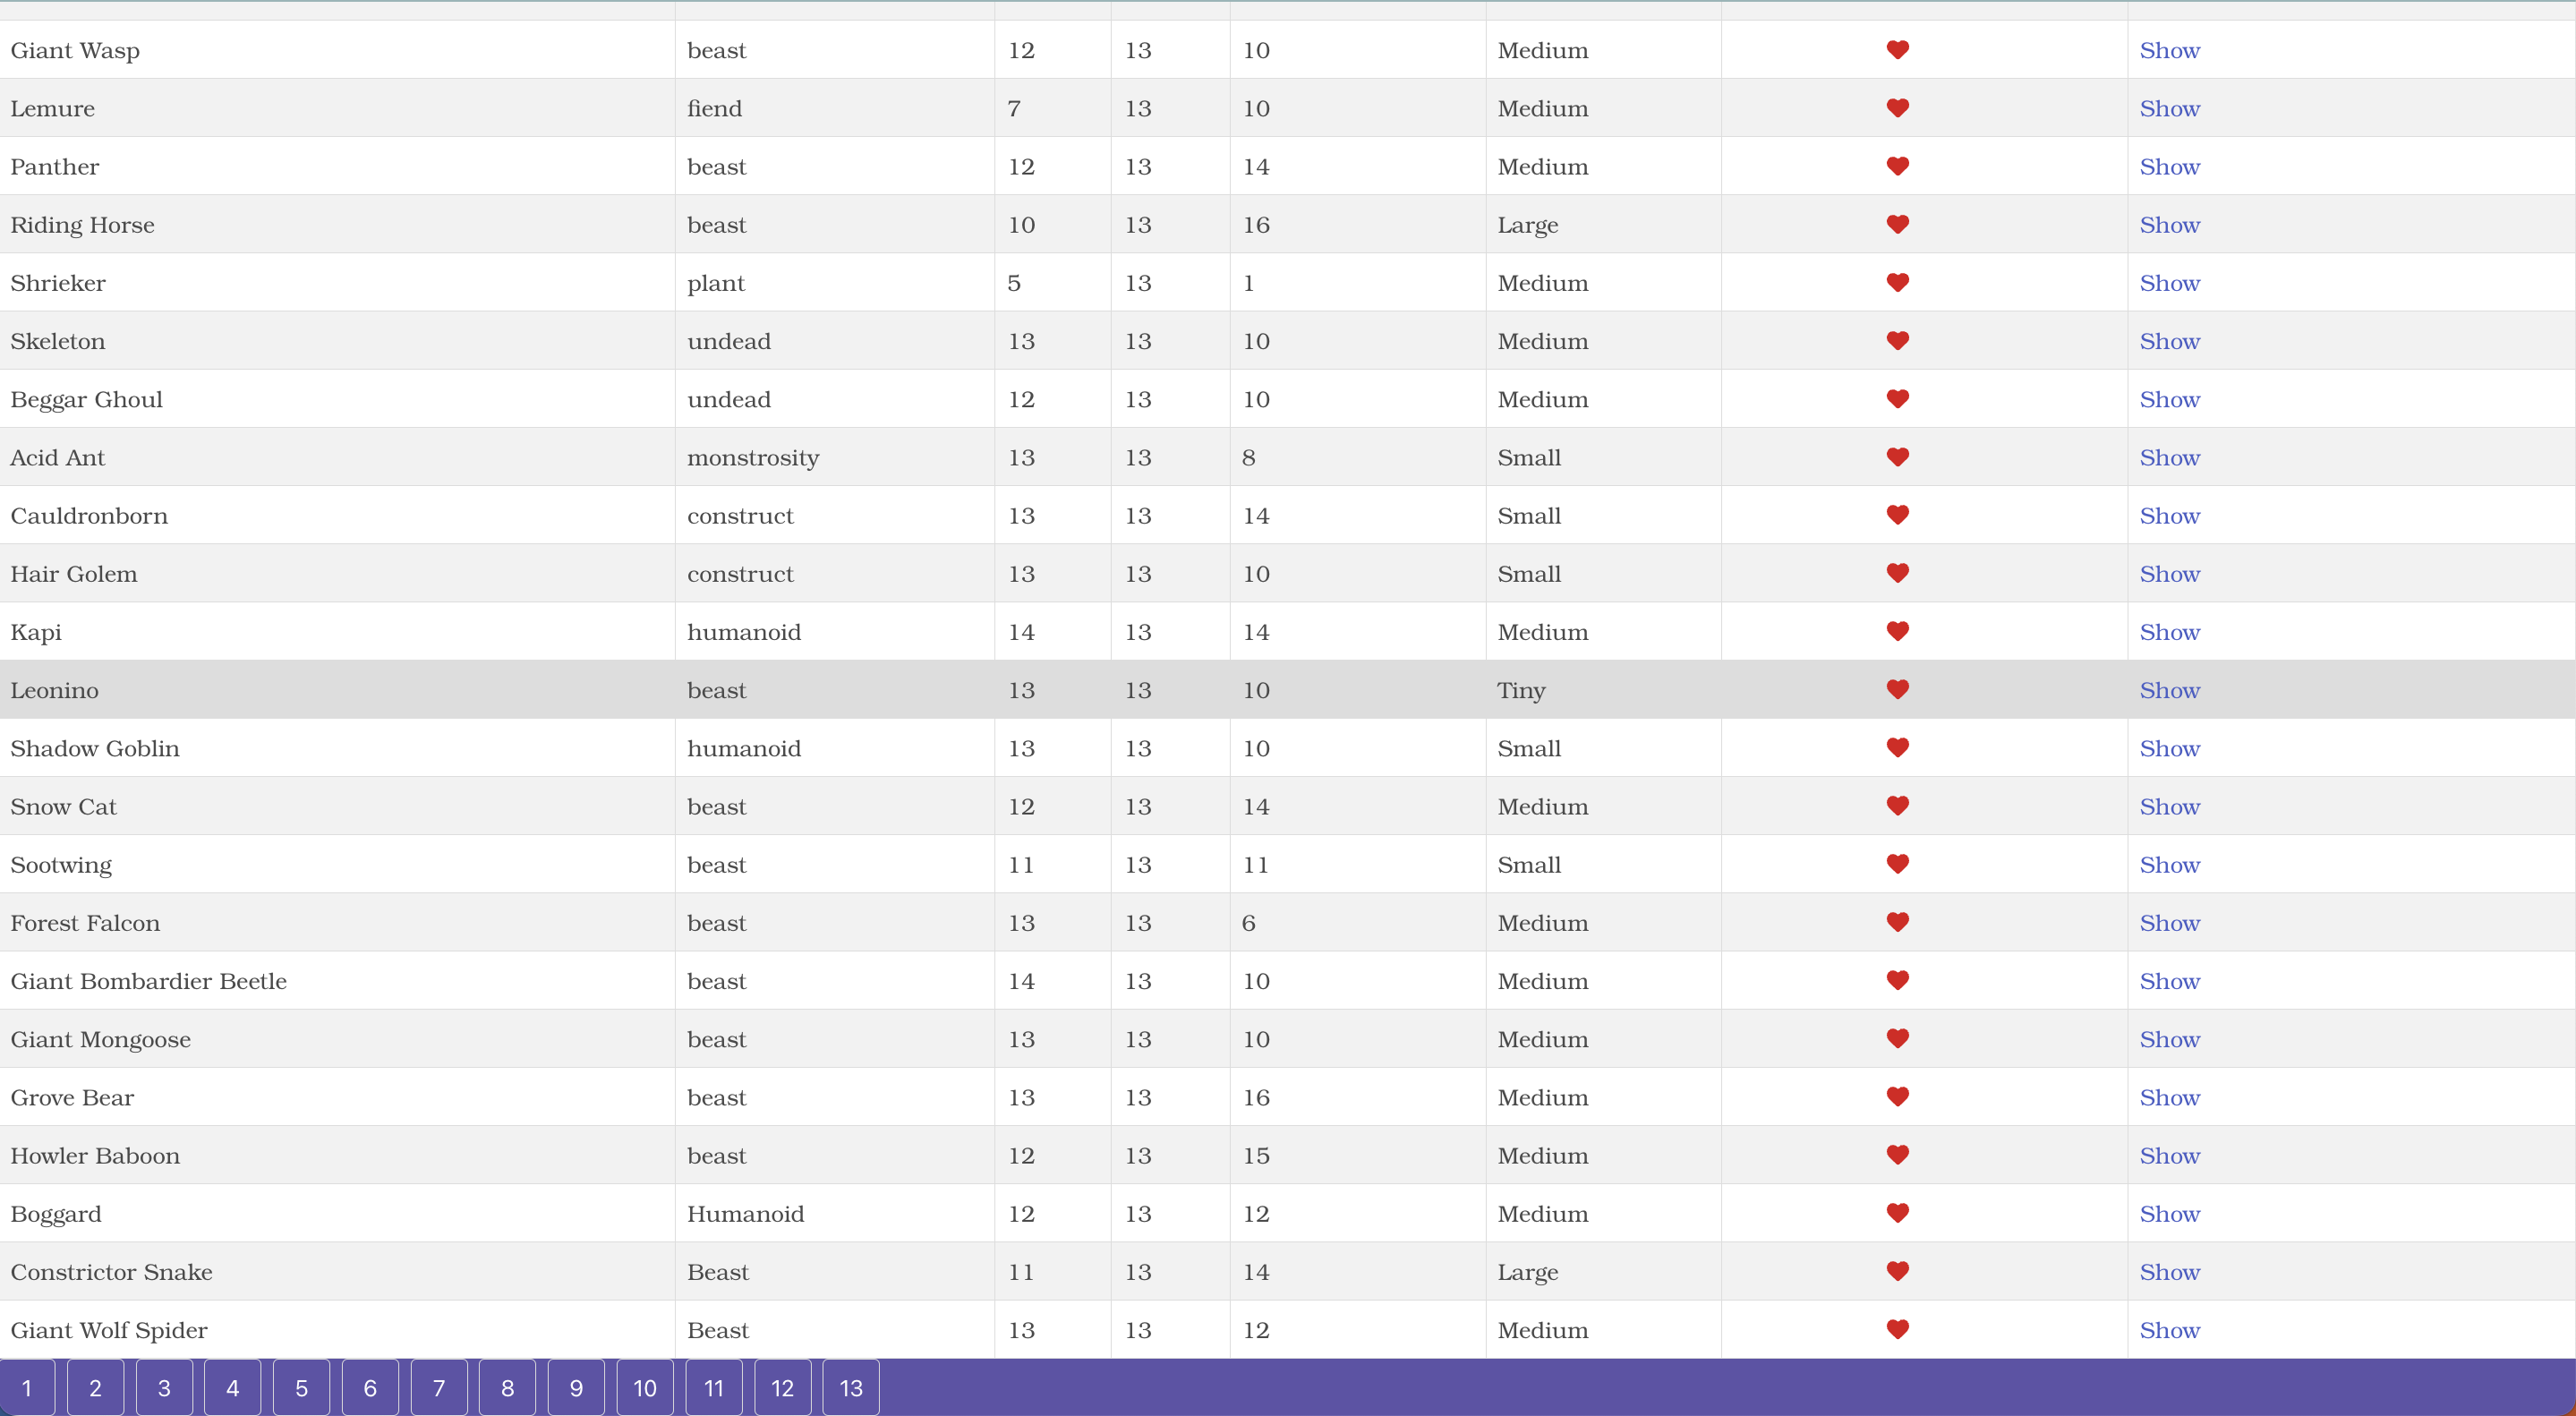 Giant Wasp beast 12 13 10 Medium Show
Lemure fiend 7 13 10 Medium Show
Panther beast 12 13 14 Medium Show
Riding Horse beast 10 13 16 Large Show
Shrieker plant 5 13 1 Medium Show
Skeleton undead 13 13 10 Medium Show
Beggar Ghoul undead 12 13 10 Medium Show
Acid Ant monstrosity 13 13 8 Small Show
Cauldronborn construct 13 13 14 Small Show
Hair Golem construct 13 13 10 Small Show
Kapi humanoid 14 13 14 Medium Show
Leonino beast 13 13 10 Tiny Show
Shadow Goblin humanoid 13 13 10 Small Show
Snow Cat beast 12 13 14 Medium Show
Sootwing beast 11 13 11 Small Show
Forest Falcon beast 13 13 6 Medium Show
Giant Bombardier Beetle beast 14 13 10 Medium Show
Giant Mongoose beast 13 13 10 Medium Show
Grove Bear beast 13 13 16 Medium Show
Howler Baboon beast 12 13 15 Medium Show
Boggard Humanoid 12 13 12 Medium Show
Constrictor Snake Beast 11 13 14 Large Show
Giant Wolf Spider Beast 13 13 12 Medium Show
1 2 3 4 5 6 7 8 9 10 11 12 13